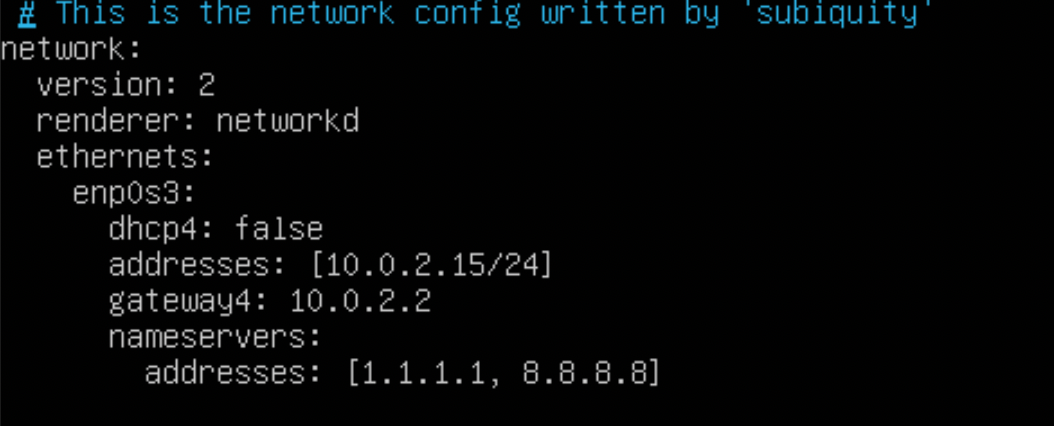 # This is the network config written by 'subiquity'
network:
  version: 2
  renderer: networkd
  ethernets:
    enp0s3:
      dhcp4: false
      addresses: [10.0.2.15/24]
      gateway4: 10.0.2.2
      nameservers:
        addresses: [1.1.1.1, 8.8.8.8]